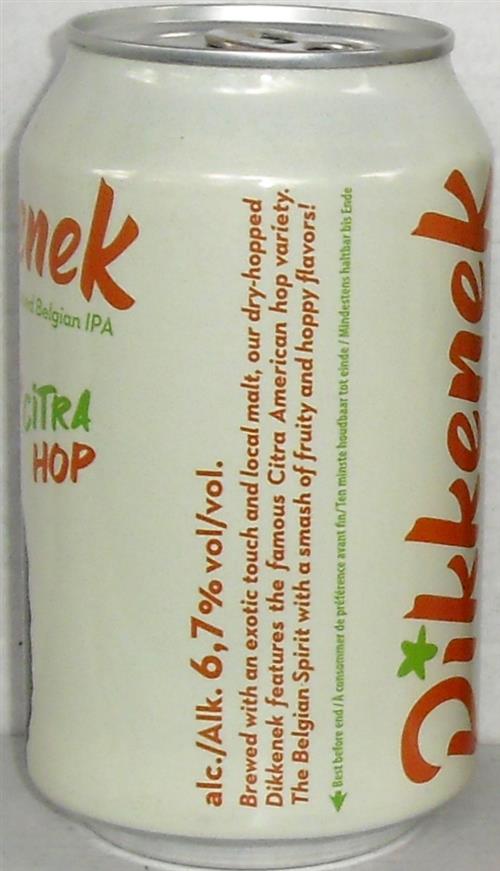 enek
Belgian IPA
CiTRA
HOP
alc./Alk. 6,7% vol/vol.
Brewed with an exotic touch and local malt, our dry-hopped
Dikkenek features the famous Citra American hop variety.
The Belgian Spirit with a smash of fruity and hoppy flavors!
Best before end / À consommer de préférence avant fin/Ten minste houdbaar tot einde / Mindestens haltbar bis Ende
Dikkenek